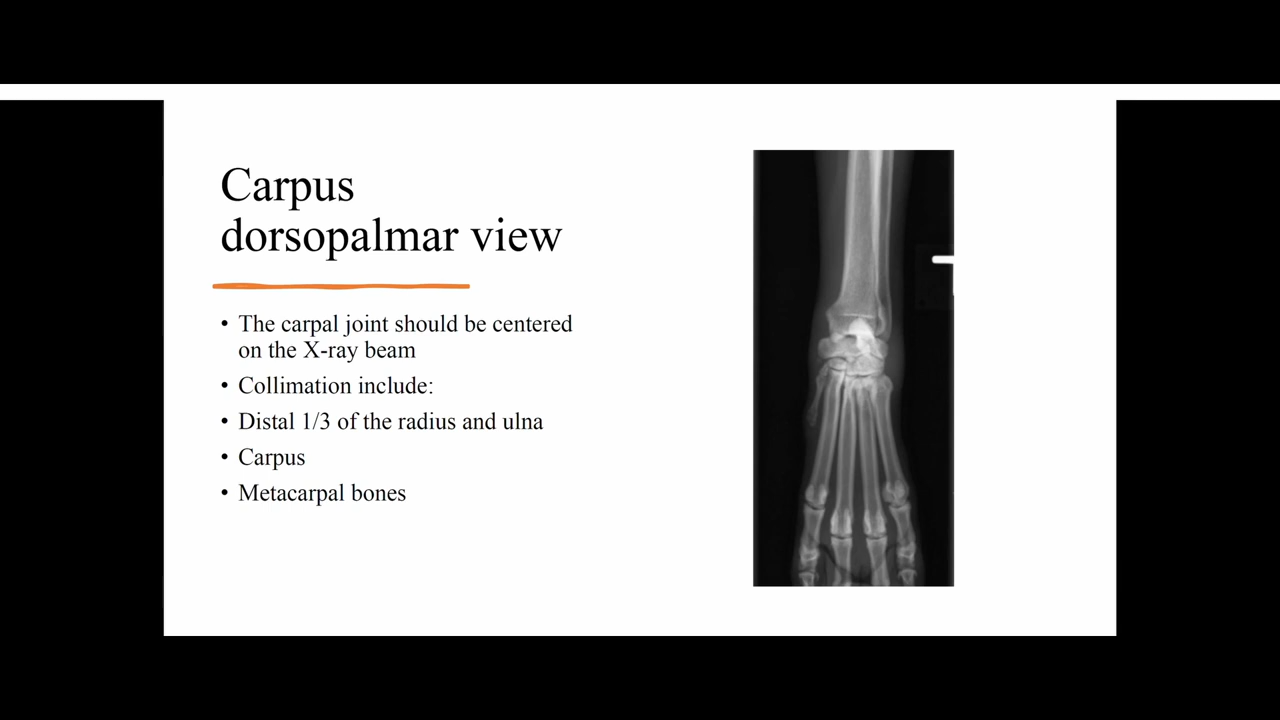 Carpus
dorsopalmar view
• The carpal joint should be centered
on the X-ray beam
• Collimation include:
• Distal 1/3 of the radius and ulna
• Carpus
• Metacarpal bones